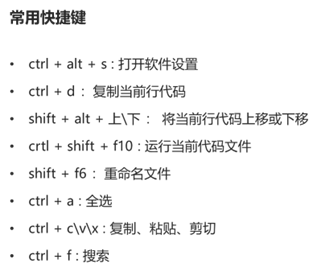 常用快捷键
• ctrl + alt + s : 打开软件设置
• ctrl + d ： 复制当前行代码
• shift + alt + 上\下 ： 将当前行代码上移或下移
• crtl + shift + f10 : 运行当前代码文件
• shift + f6 ： 重命名文件
• ctrl + a : 全选
• ctrl + c\v\x : 复制、粘贴、剪切
• ctrl + f : 搜索